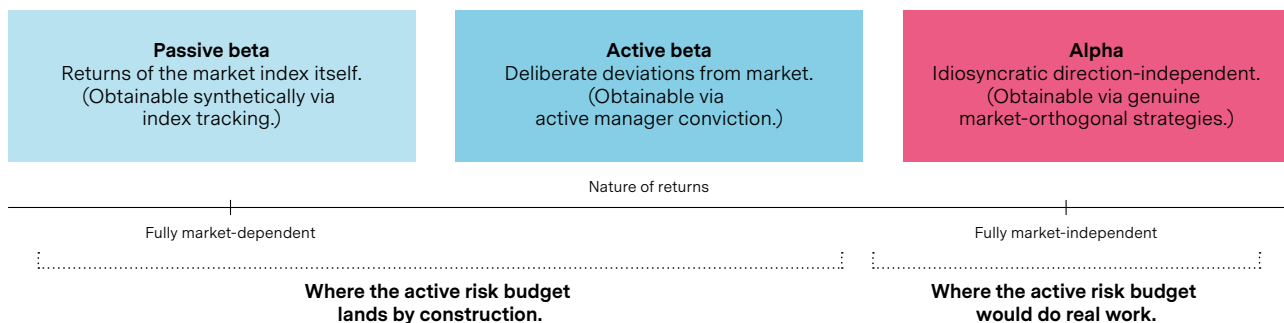 Passive beta
Returns of the market index itself.
(Obtainable synthetically via
index tracking.)
Active beta
Deliberate deviations from market.
(Obtainable via
active manager conviction.)
Alpha
Idiosyncratic direction-independent.
(Obtainable via genuine
market-orthogonal strategies.)
Nature of returns
Fully market-dependent
Fully market-independent
Where the active risk budget
lands by construction.
Where the active risk budget
would do real work.